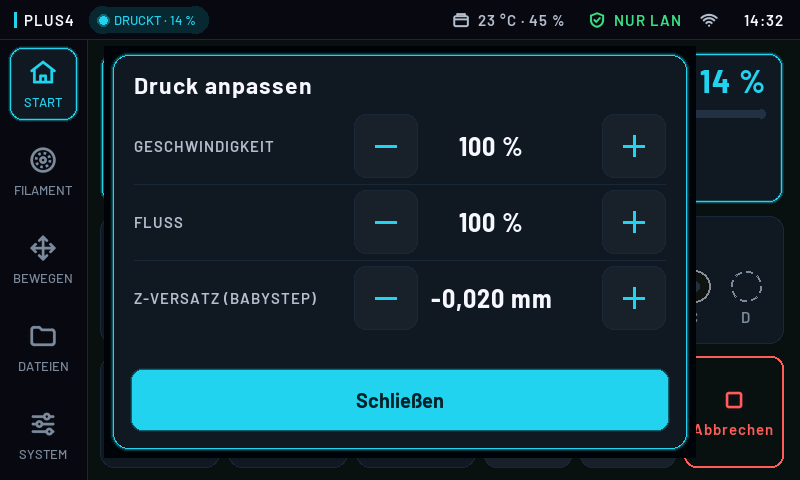 PLUS4
DRUCKT · 14 %
23 °C · 45 %
NUR LAN
14:32
START
FILAMENT
BEWEGEN
DATEIEN
SYSTEM
14 %
Druck anpassen
GESCHWINDIGKEIT
100 %
FLUSS
100 %
Z-VERSATZ (BABYSTEP)
-0,020 mm
D
Schließen
Abbrechen